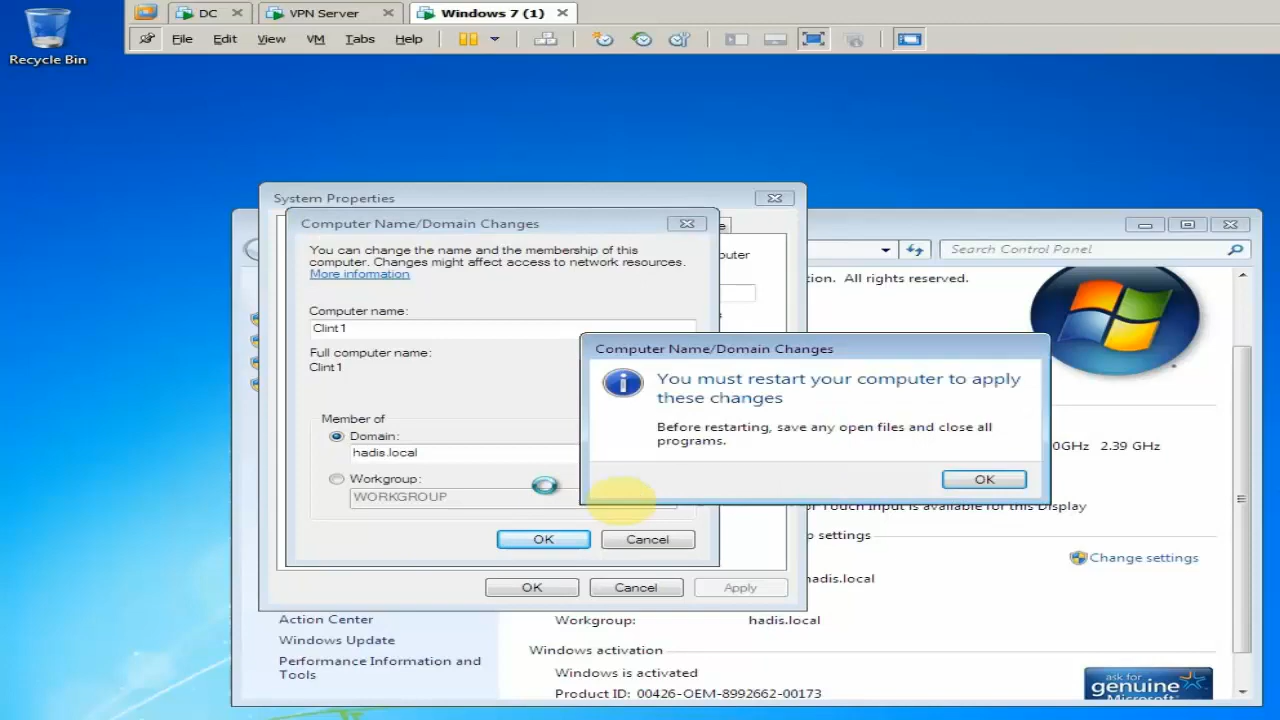 DC
VPN Server
Windows 7 (1)
File Edit View VM Tabs Help
Recycle Bin
System Properties
Computer Name/Domain Changes
You can change the name and the membership of this
computer. Changes might affect access to network resources.
More information
Computer name:
Clint1
Full computer name:
Clint1
Member of
Domain:
hadis.local
Workgroup:
WORKGROUP
OK Cancel
OK Cancel Apply
Search Control Panel
All rights reserved.
Computer Name/Domain Changes
You must restart your computer to apply
these changes
Before restarting, save any open files and close all
programs.
OK
0GHz 2.39 GHz
Touch Input is available for this Display
settings
Change settings
hadis.local
Workgroup: hadis.local
Windows activation
Windows is activated
Product ID: 00426-OEM-8992662-00173
Action Center
Windows Update
Performance Information and
Tools
ask for
genuine
Microsoft